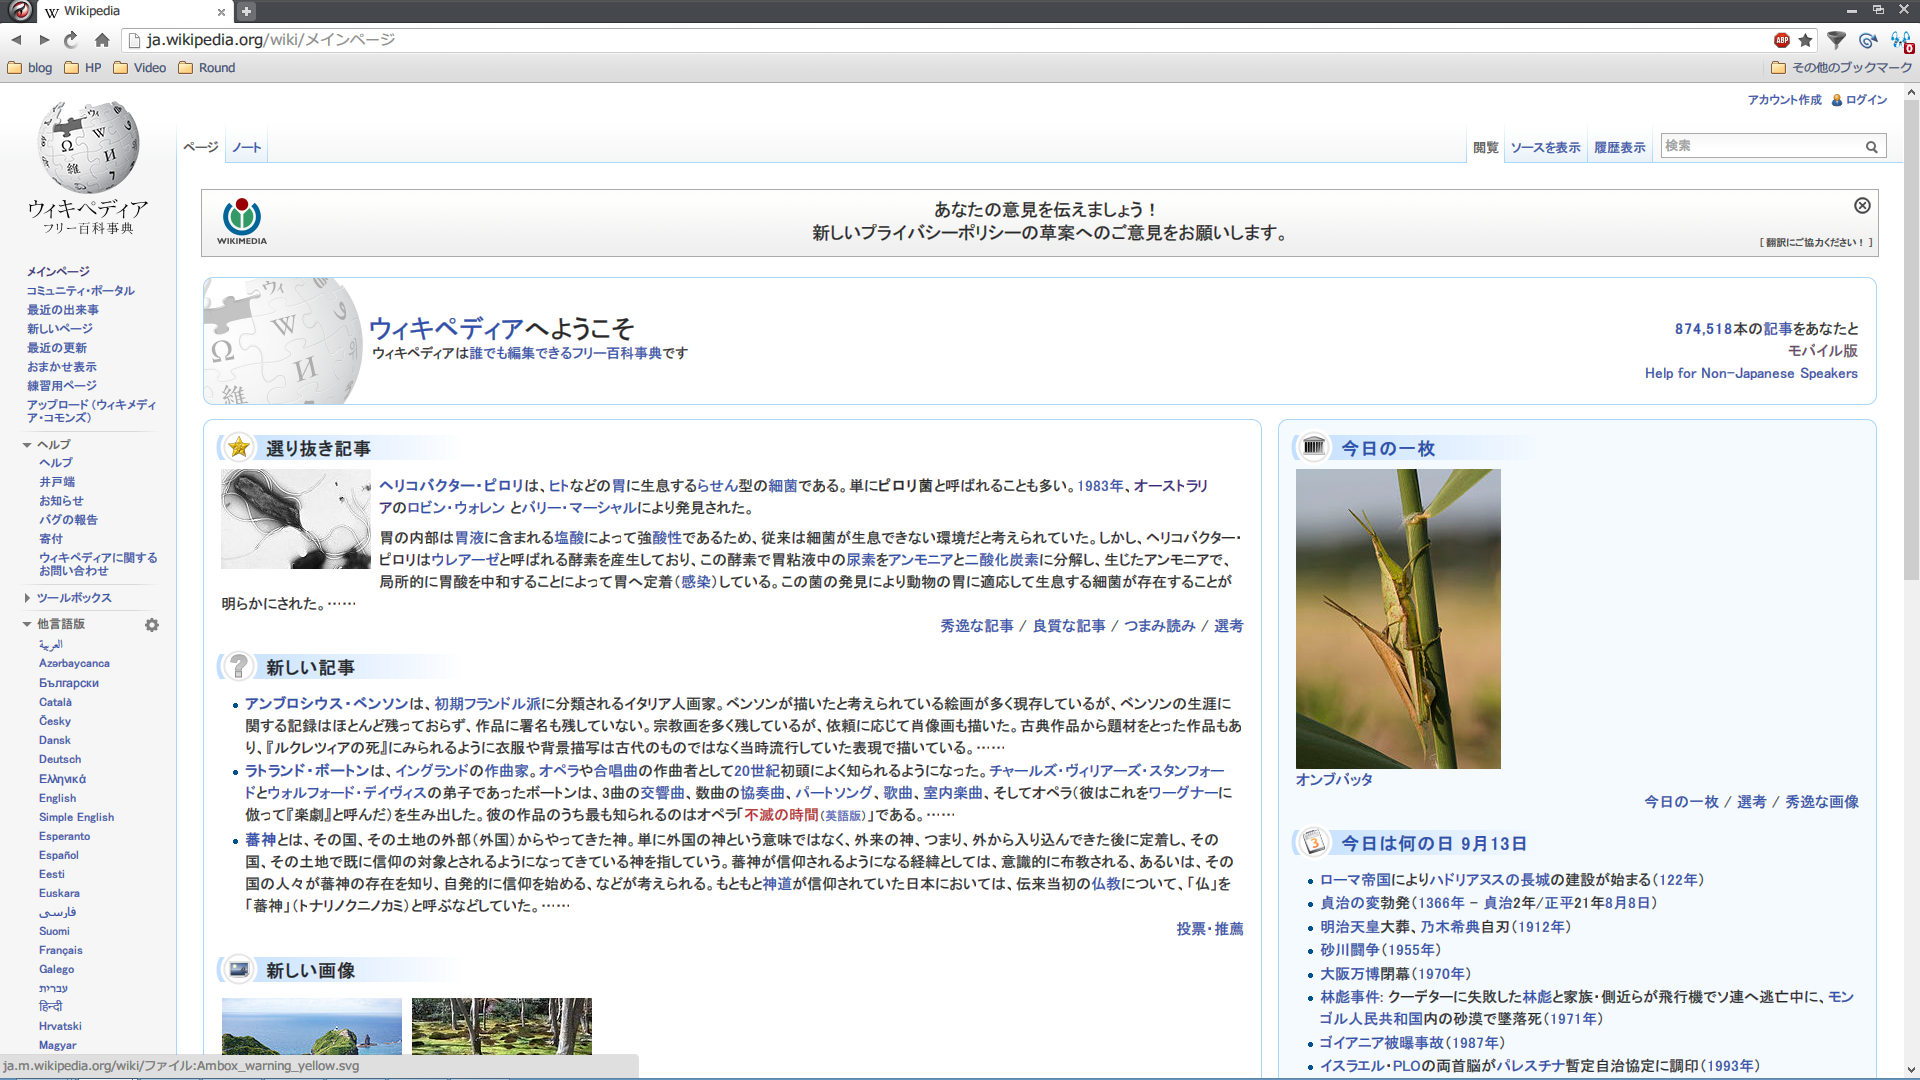 Wikipedia
ja.wikipedia.org/wiki/メインページ
ABP
0
blog HP Video Round その他のブックマーク
アカウント作成 ログイン
ページ ノート 閲覧 ソースを表示 履歴表示 検索
ウィキペディア
フリー百科事典
WIKIMEDIA
あなたの意見を伝えましょう！
新しいプライバシーポリシーの草案へのご意見をお願いします。
[ 翻訳にご協力ください！ ]
メインページ
コミュニティ・ポータル
最近の出来事
新しいページ
最近の更新
おまかせ表示
練習用ページ
アップロード (ウィキメディ
ア・コモンズ)
ヘルプ
ヘルプ
井戸端
お知らせ
バグの報告
寄付
ウィキペディアに関する
お問い合わせ
ツールボックス
他言語版
العربية
Azərbaycanca
Български
Català
Česky
Dansk
Deutsch
Ελληνικά
English
Simple English
Esperanto
Español
Eesti
Euskara
فارسی
Suomi
Français
Galego
עברית
हिन्दी
Hrvatski
Magyar
ウィキペディアへようこそ
ウィキペディアは誰でも編集できるフリー百科事典です
874,518本の記事をあなたと
モバイル版
Help for Non-Japanese Speakers
選り抜き記事
ヘリコバクター・ピロリは、ヒトなどの胃に生息するらせん型の細菌である。単にピロリ菌と呼ばれることも多い。1983年、オーストラリ
アのロビン・ウォレン とバリー・マーシャルにより発見された。
胃の内部は胃液に含まれる塩酸によって強酸性であるため、従来は細菌が生息できない環境だと考えられていた。しかし、ヘリコバクター・
ピロリはウレアーゼと呼ばれる酵素を産生しており、この酵素で胃粘液中の尿素をアンモニアと二酸化炭素に分解し、生じたアンモニアで、
局所的に胃酸を中和することによって胃へ定着（感染）している。この菌の発見により動物の胃に適応して生息する細菌が存在することが
明らかにされた。……
秀逸な記事 / 良質な記事 / つまみ読み / 選考
新しい記事
アンブロシウス・ベンソンは、初期フランドル派に分類されるイタリア人画家。ベンソンが描いたと考えられている絵画が多く現存しているが、ベンソンの生涯に
関する記録はほとんど残っておらず、作品に署名も残していない。宗教画を多く残しているが、依頼に応じて肖像画も描いた。古典作品から題材をとった作品もあ
り、『ルクレツィアの死』にみられるように衣服や背景描写は古代のものではなく当時流行していた表現で描いている。……
ラトランド・ボートンは、イングランドの作曲家。オペラや合唱曲の作曲者として20世紀初頭によく知られるようになった。チャールズ・ヴィリアーズ・スタンフォー
ドとウォルフォード・デイヴィスの弟子であったボートンは、3曲の交響曲、数曲の協奏曲、パートソング、歌曲、室内楽曲、そしてオペラ（彼はこれをワーグナーに
倣って『楽劇』と呼んだ）を生み出した。彼の作品のうち最も知られるのはオペラ「不滅の時間（英語版）」である。……
蕃神とは、その国、その土地の外部（外国）からやってきた神。単に外国の神という意味ではなく、外来の神、つまり、外から入り込んできた後に定着し、その
国、その土地で既に信仰の対象とされるようになってきている神を指していう。蕃神が信仰されるようになる経緯としては、意識的に布教される、あるいは、その
国の人々が蕃神の存在を知り、自発的に信仰を始める、などが考えられる。もともと神道が信仰されていた日本においては、伝来当初の仏教について、「仏」を
「蕃神」（トナリノクニノカミ）と呼ぶなどしていた。……
投票・推薦
新しい画像
今日の一枚
オンブバッタ
今日の一枚 / 選考 / 秀逸な画像
今日は何の日 9月13日
ローマ帝国によりハドリアヌスの長城の建設が始まる（122年）
貞治の変勃発（1366年 - 貞治2年/正平21年8月8日）
明治天皇大葬、乃木希典自刃（1912年）
砂川闘争（1955年）
大阪万博閉幕（1970年）
林彪事件: クーデターに失敗した林彪と家族・側近らが飛行機でソ連へ逃亡中に、モン
ゴル人民共和国内の砂漠で墜落死（1971年）
ゴイアニア被曝事故（1987年）
イスラエル・PLOの両首脳がパレスチナ暫定自治協定に調印（1993年）
ja.m.wikipedia.org/wiki/ファイル:Ambox_warning_yellow.svg